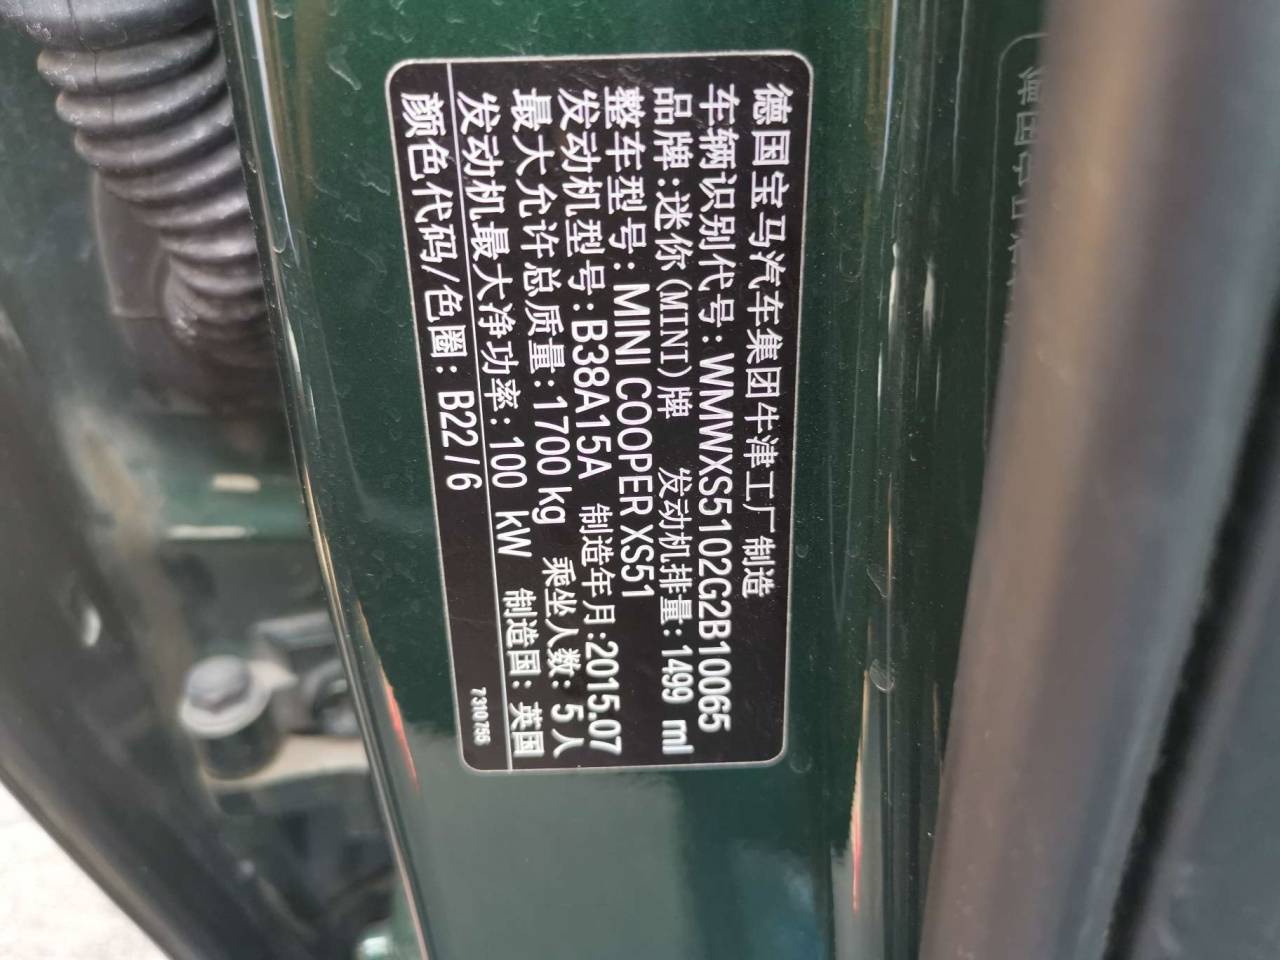 德国宝马汽车集团牛津工厂制造
车辆识别代号:WMWXS5102G2B10065
品牌:迷你(MINI)牌 发动机排量:1499 ml
整车型号:MINI COOPER XS51
发动机型号:B38A15A 制造年月:2015.07
最大允许总质量:1700 kg 乘坐人数:5人
发动机最大净功率:100 kW 制造国:英国
颜色代码/色圈:B22/6
7310756